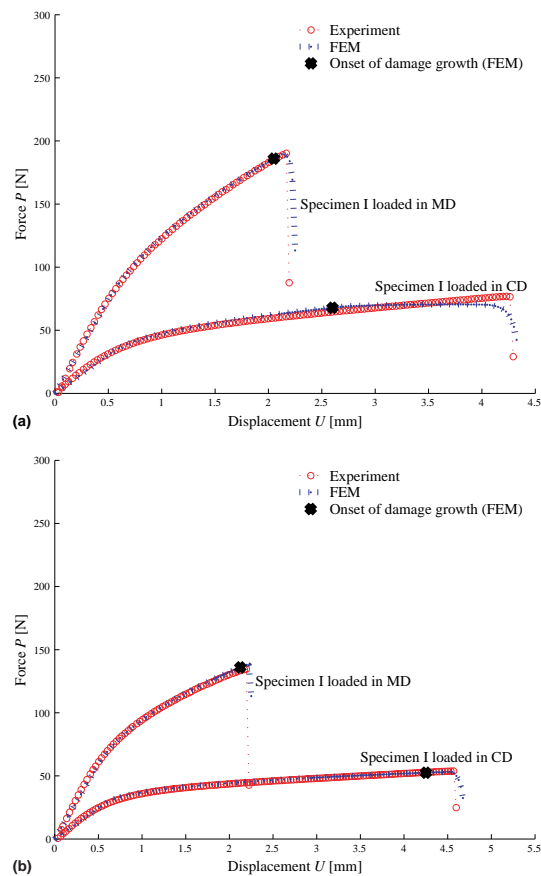 300
250
200
150
100
50
0
Force P [N]
Experiment
FEM
Onset of damage growth (FEM)
Specimen I loaded in MD
Specimen I loaded in CD
0 0.5 1 1.5 2 2.5 3 3.5 4 4.5
(a)
Displacement U [mm]
300
250
200
150
100
50
0
Force P [N]
Experiment
FEM
Onset of damage growth (FEM)
Specimen I loaded in MD
Specimen I loaded in CD
0 0.5 1 1.5 2 2.5 3 3.5 4 4.5 5 5.5
(b)
Displacement U [mm]